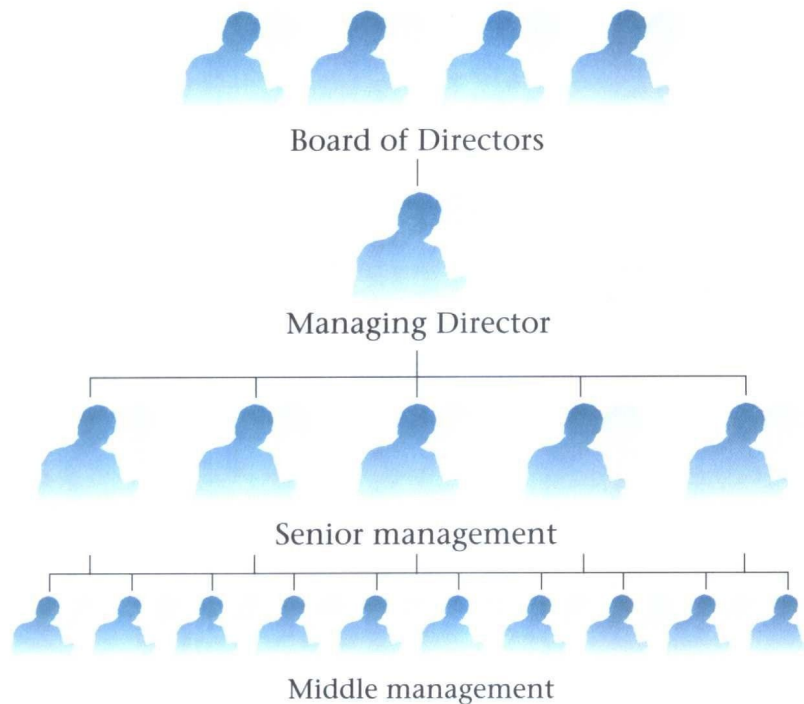 Board of Directors
Managing Director
Senior management
Middle management